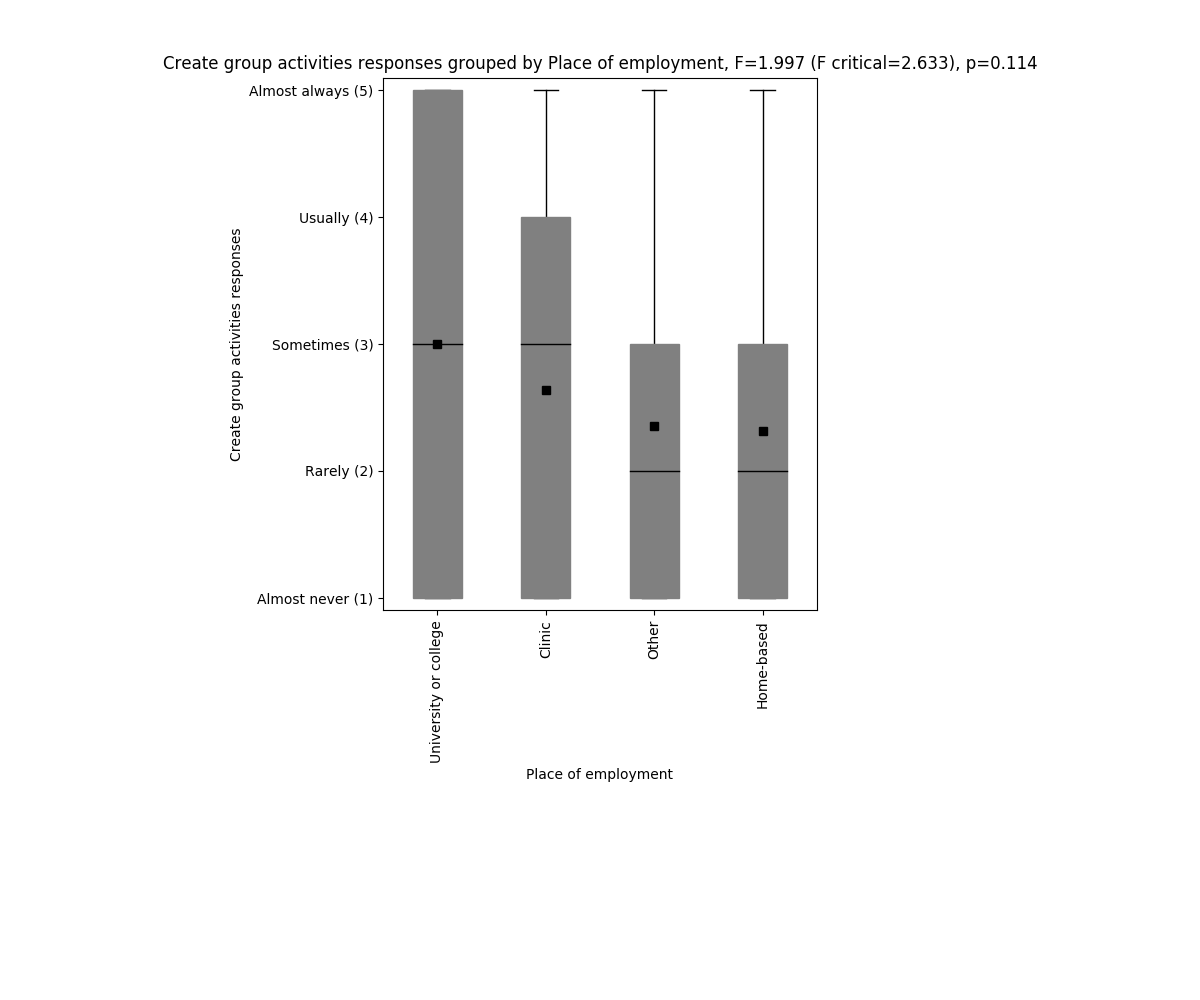 Create group activities responses grouped by Place of employment, F=1.997 (F critical=2.633), p=0.114
Almost always (5)
Usually (4)
Sometimes (3)
Rarely (2)
Almost never (1)
Create group activities responses
University or college
Clinic
Other
Home-based
Place of employment